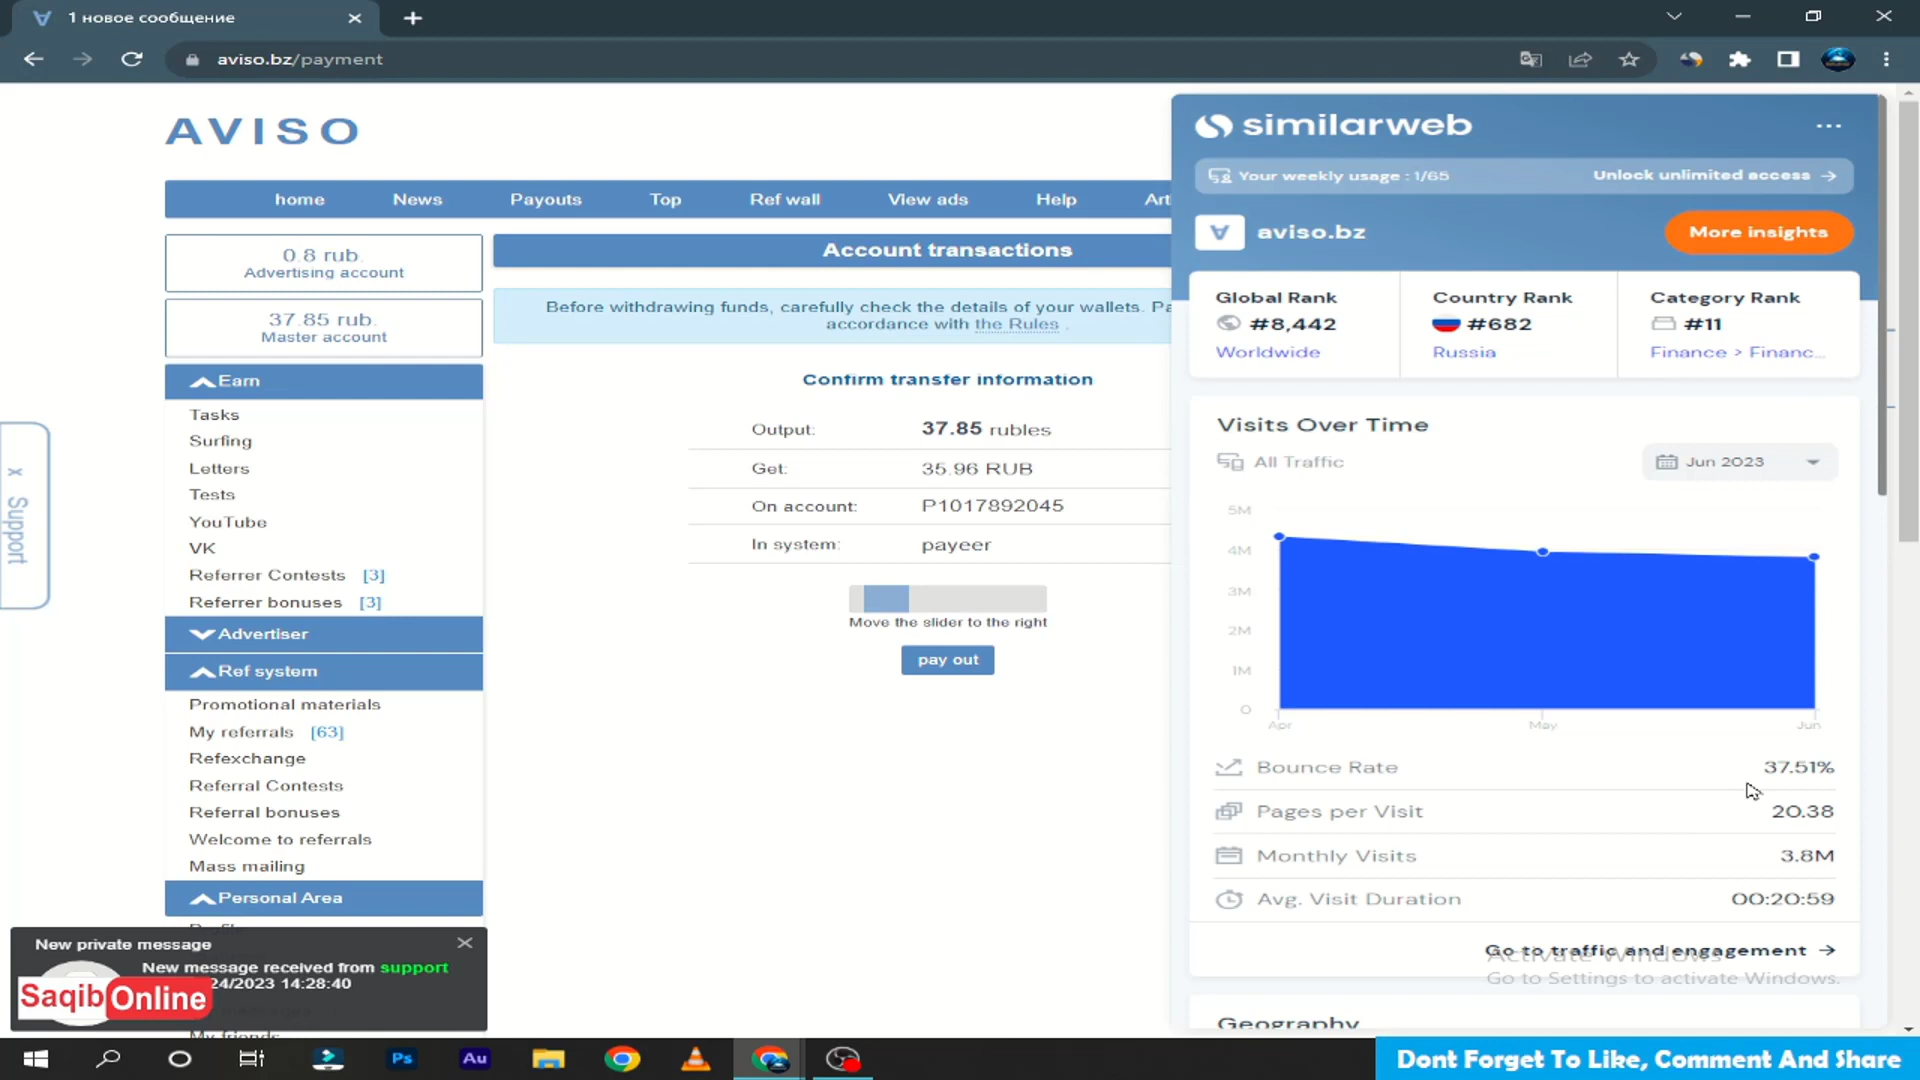 1 новое сообщение
aviso.bz/payment
AVISO
home News Payouts Top Ref wall View ads Help Art
0.8 rub.
Advertising account
37.85 rub.
Master account
Earn
Tasks
Surfing
Letters
Tests
YouTube
VK
Referrer Contests [3]
Referrer bonuses [3]
Advertiser
Ref system
Promotional materials
My referrals [63]
Refexchange
Referral Contests
Referral bonuses
Welcome to referrals
Mass mailing
Personal Area
My friends
x Support
Account transactions
Before withdrawing funds, carefully check the details of your wallets. Pa
accordance with the Rules .
Confirm transfer information
Output: 37.85 rubles
Get: 35.96 RUB
On account: P1017892045
In system: payeer
Move the slider to the right
pay out
similarweb
Your weekly usage : 1/65 Unlock unlimited access →
aviso.bz
More insights
Global Rank
#8,442
Worldwide
Country Rank
#682
Russia
Category Rank
#11
Finance > Financ...
Visits Over Time
All Traffic
Jun 2023
5M
4M
3M
2M
1M
0
Apr May Jun
Bounce Rate 37.51%
Pages per Visit 20.38
Monthly Visits 3.8M
Avg. Visit Duration 00:20:59
Go to traffic and engagement →
Activate Windows
Go to Settings to activate Windows.
Geography
New private message
New message received from support
24/2023 14:28:40
Saqib Online
Ps
Au
Dont Forget To Like, Comment And Share